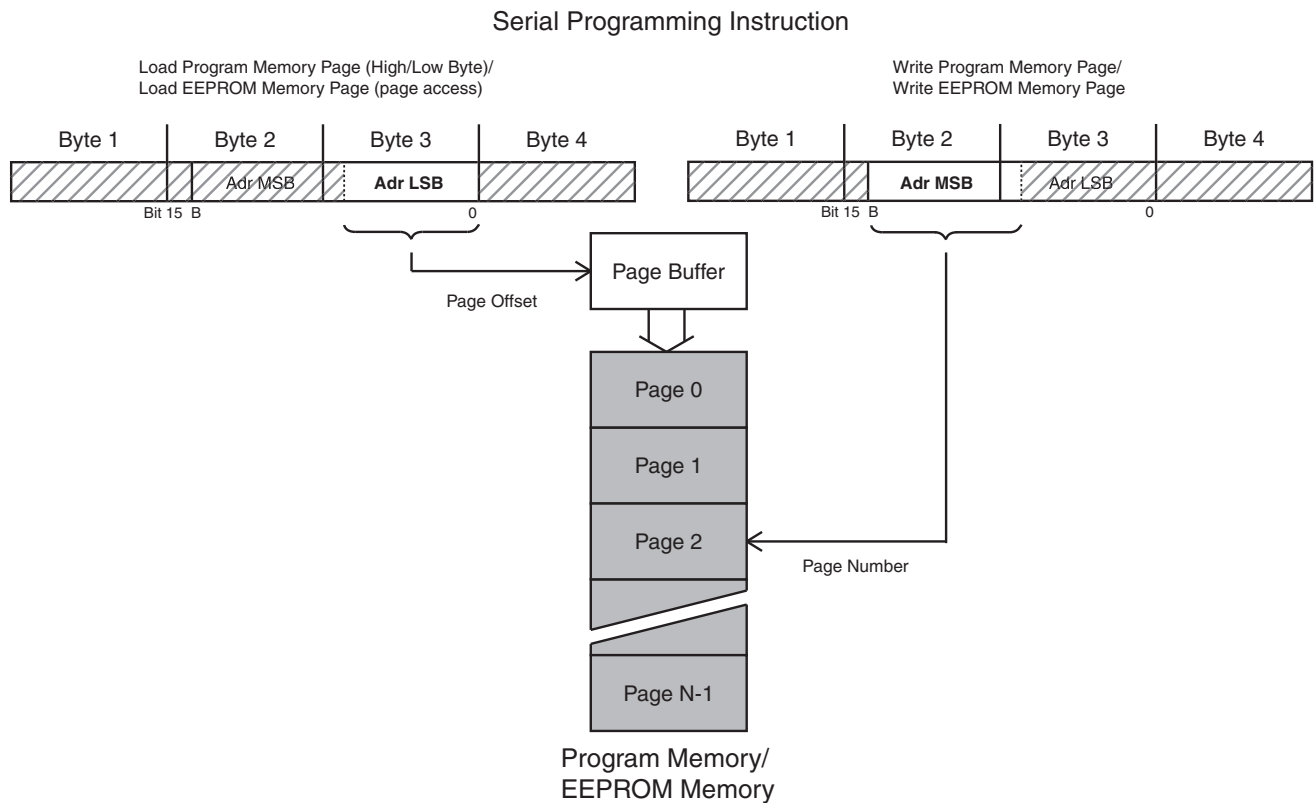 Serial Programming Instruction
Load Program Memory Page (High/Low Byte)/
Load EEPROM Memory Page (page access)
Write Program Memory Page/
Write EEPROM Memory Page
Byte 1 Byte 2 Byte 3 Byte 4
Byte 1 Byte 2 Byte 3 Byte 4
Adr MSB Adr LSB
Adr MSB Adr LSB
Bit 15 B 0
Bit 15 B 0
Page Buffer
Page Offset
Page 0
Page 1
Page 2
Page Number
Page N-1
Program Memory/
EEPROM Memory